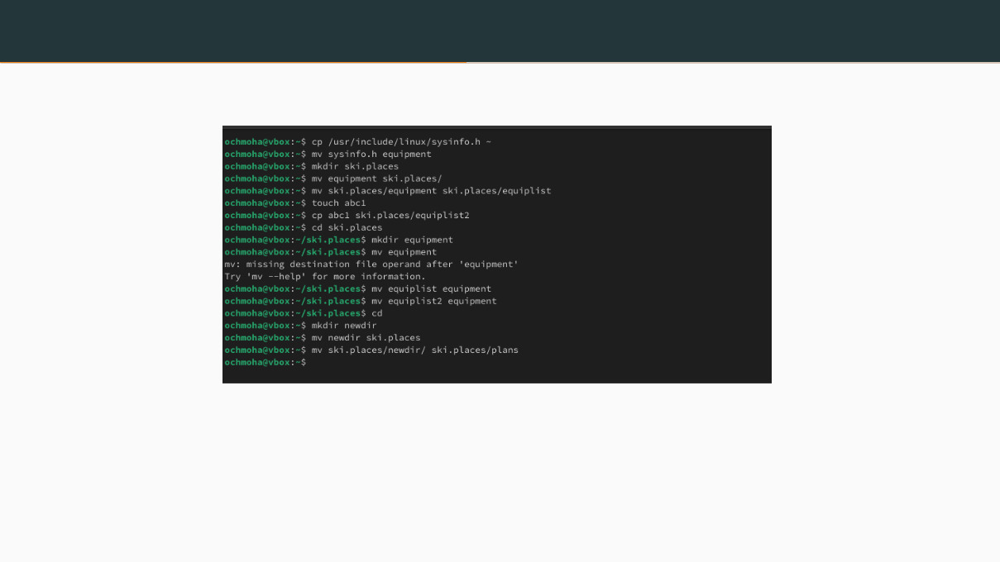 ochmoha@vbox:~$ cp /usr/include/linux/sysinfo.h ~
ochmoha@vbox:~$ mv sysinfo.h equipment
ochmoha@vbox:~$ mkdir ski.places
ochmoha@vbox:~$ mv equipment ski.places/
ochmoha@vbox:~$ mv ski.places/equipment ski.places/equiplist
ochmoha@vbox:~$ touch abc1
ochmoha@vbox:~$ cp abc1 ski.places/equiplist2
ochmoha@vbox:~$ cd ski.places
ochmoha@vbox:~/ski.places$ mkdir equipment
ochmoha@vbox:~/ski.places$ mv equipment
mv: missing destination file operand after 'equipment'
Try 'mv --help' for more information.
ochmoha@vbox:~/ski.places$ mv equiplist equipment
ochmoha@vbox:~/ski.places$ mv equiplist2 equipment
ochmoha@vbox:~/ski.places$ cd
ochmoha@vbox:~$ mkdir newdir
ochmoha@vbox:~$ mv newdir ski.places
ochmoha@vbox:~$ mv ski.places/newdir/ ski.places/plans
ochmoha@vbox:~$